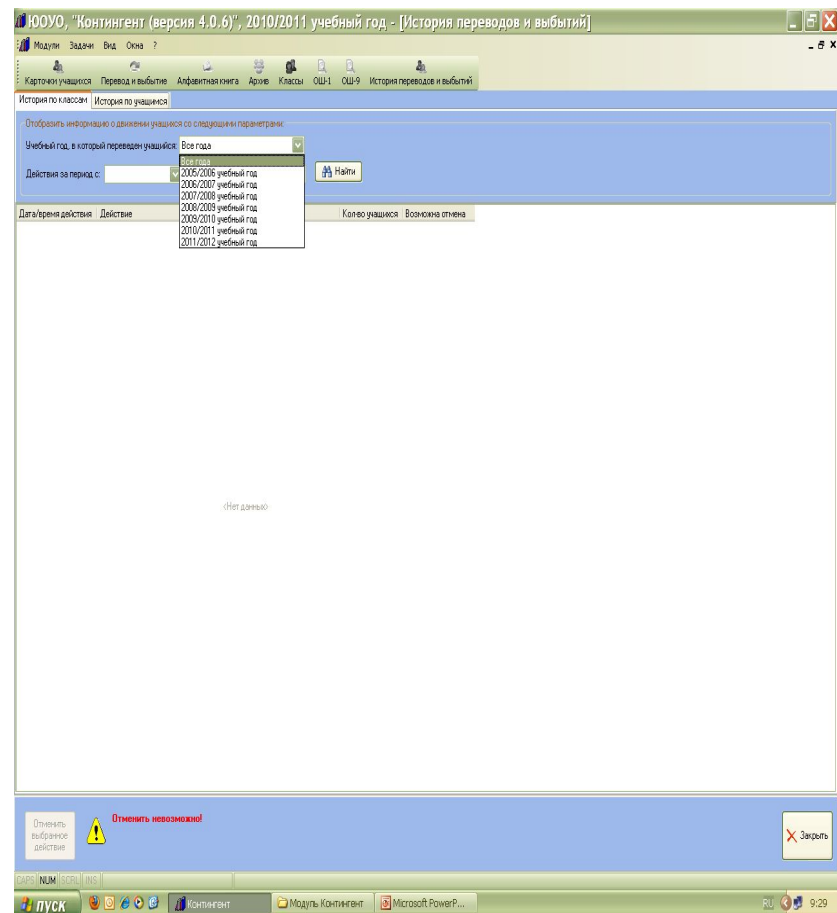 ЮОУО, "Контингент (версия 4.0.6)", 2010/2011 учебный год - [История переводов и выбытий]
Модули Задачи Вид Окна ?
Карточки учащихся Перевод и выбытие Алфавитная книга Архив Классы ОШ-1 ОШ-9 История переводов и выбытий
История по классам История по учащимся
Отобразить информацию о движении учащихся со следующими параметрами:
Учебный год, в который переведен учащийся: Все года
Все года
Действия за период с: 2005/2006 учебный год Найти
2006/2007 учебный год
2007/2008 учебный год
2008/2009 учебный год
Дата/время действия Действие 2009/2010 учебный год Кол-во учащихся Возможна отмена
2010/2011 учебный год
2011/2012 учебный год
<Нет данных>
Отменить выбранное действие Отменить невозможно! Закрыть
CAPS NUM SCRL INS
пуск Контингент Модуль Контингент Microsoft PowerP... RU 9:29